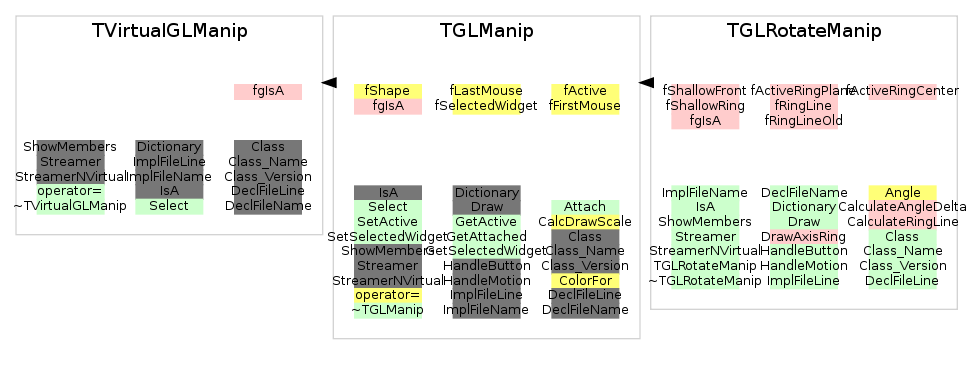 TVirtualGLManip
fgIsA
ShowMembers Dictionary Class
Streamer ImplFileLine Class_Name
StreamerNVirtual ImplFileName Class_Version
operator= IsA DeclFileLine
~TVirtualGLManip Select DeclFileName
TGLManip
fShape fLastMouse fActive
fgIsA fSelectedWidget fFirstMouse
IsA Dictionary
Select Draw Attach
SetActive GetActive CalcDrawScale
SetSelectedWidget GetAttached Class
ShowMembers GetSelectedWidget Class_Name
Streamer HandleButton Class_Version
StreamerNVirtual HandleMotion ColorFor
operator= ImplFileLine DeclFileLine
~TGLManip ImplFileName DeclFileName
TGLRotateManip
fShallowFront fActiveRingPlane fActiveRingCenter
fShallowRing fRingLine
fgIsA fRingLineOld
ImplFileName DeclFileName Angle
IsA Dictionary CalculateAngleDelta
ShowMembers Draw CalculateRingLine
Streamer DrawAxisRing Class
StreamerNVirtual HandleButton Class_Name
TGLRotateManip HandleMotion Class_Version
~TGLRotateManip ImplFileLine DeclFileLine